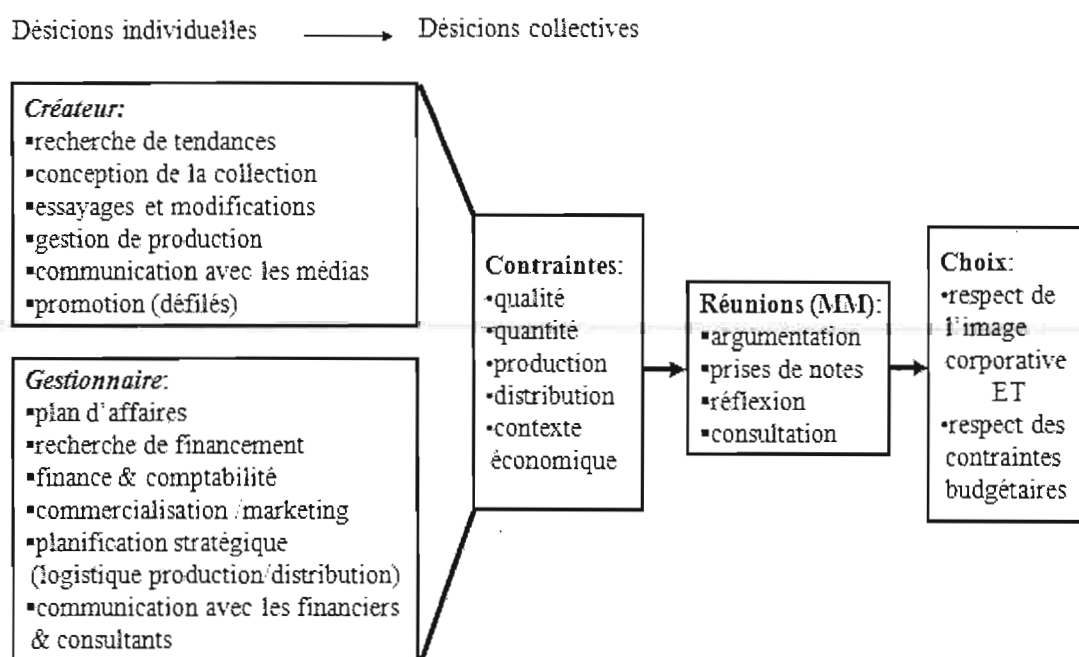 Désicions individuelles
Désicions collectives
Créateur:
▪recherche de tendances
▪conception de la collection
▪essayages et modifications
▪gestion de production
▪communication avec les médias
▪promotion (défilés)
Gestionnaire:
▪plan d'affaires
▪recherche de financement
▪finance & comptabilité
▪commercialisation /marketing
▪planification stratégique
(logistique production/distribution)
▪communication avec les financiers
& consultants
Contraintes:
•qualité
•quantité
•production
•distribution
•contexte
économique
Réunions (MM):
▪argumentation
▪prises de notes
▪réflexion
▪consultation
Choix:
•respect de
l'image
corporative
ET
•respect des
contraintes
budgétaires